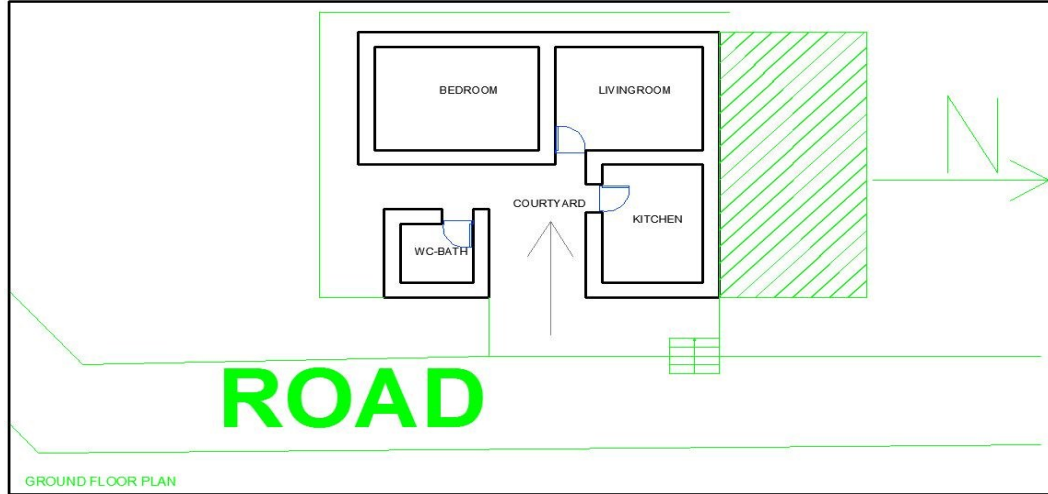 BEDROOM
LIVINGROOM
N
COURTYARD
KITCHEN
WC-BATH
ROAD
GROUND FLOOR PLAN